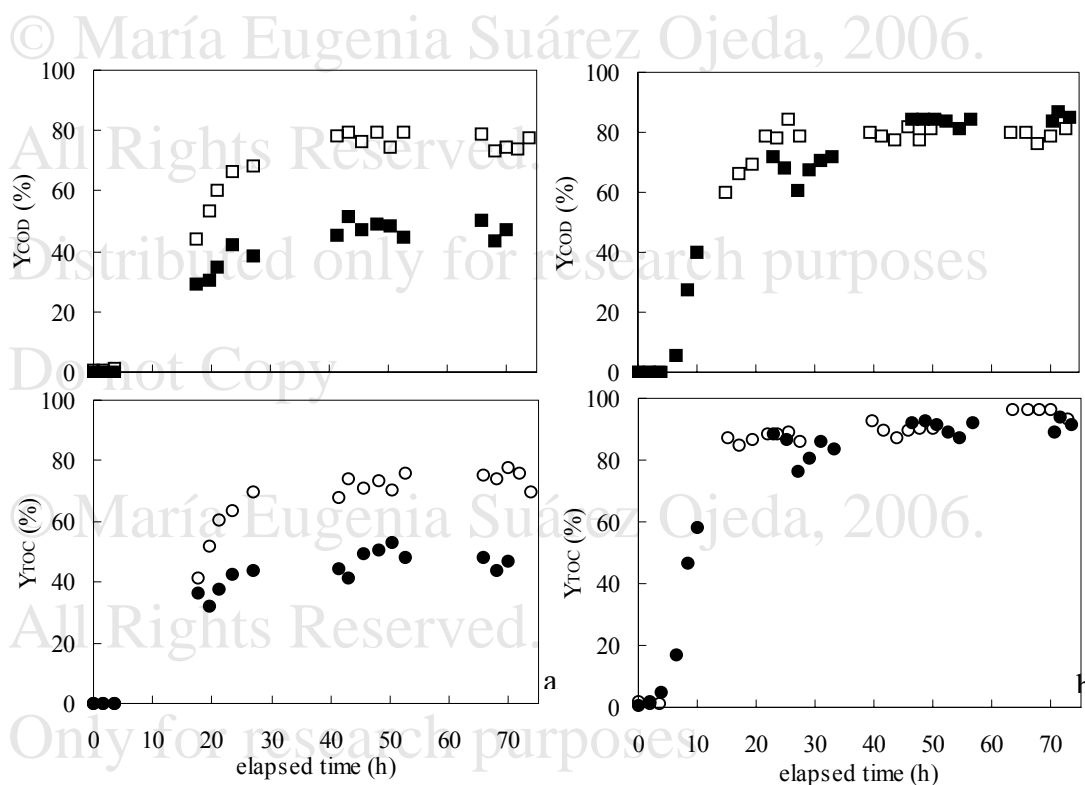 © María Eugenia Suárez Ojeda, 2006.
100
80
60
40
20
0
YCOD (%)
100
80
60
40
20
0
YCOD (%)
All Rights Reserved.
Distributed only for research purposes
Do not Copy
100
80
60
40
20
0
YTOC (%)
0 10 20 30 40 50 60 70
elapsed time (h)
a
100
80
60
40
20
0
YTOC (%)
0 10 20 30 40 50 60 70
elapsed time (h)
© María Eugenia Suárez Ojeda, 2006.
All Rights Reserved.
Only for research purposes